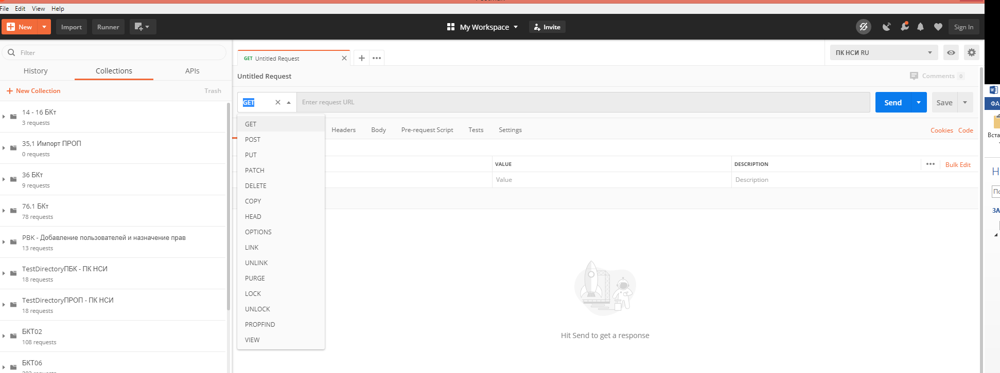 File Edit View Help
New Import Runner My Workspace Invite Sign In
Filter
History Collections APIs
New Collection Trash
14 - 16 БКт
3 requests
35,1 Импорт ПРОП
0 requests
36 БКт
9 requests
76.1 БКт
78 requests
PBK - Добавление пользователей и назначение прав
13 requests
TestDirectoryПБК - ПК НСИ
18 requests
TestDirectoryПРОП - ПК НСИ
18 requests
БКТ02
108 requests
БКТ06
GET Untitled Request
ПК НСИ RU
Untitled Request
Comments 0
GET Enter request URL Send Save
GET
POST
PUT
PATCH
DELETE
COPY
HEAD
OPTIONS
LINK
UNLINK
PURGE
LOCK
UNLOCK
PROPFIND
VIEW
Headers Body Pre-request Script Tests Settings Cookies Code
VALUE DESCRIPTION Bulk Edit
Value Description
Hit Send to get a response
ФА
Вста
Н
По
ЗА